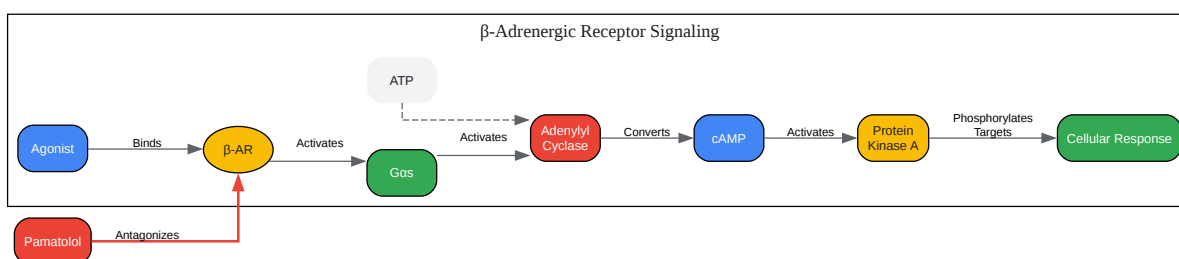 β-Adrenergic Receptor Signaling
ATP
Agonist
Binds
β-AR
Activates
Gαs
Activates
Adenylyl
Cyclase
Converts
cAMP
Activates
Protein
Kinase A
Phosphorylates
Targets
Cellular Response
Pamatolol
Antagonizes